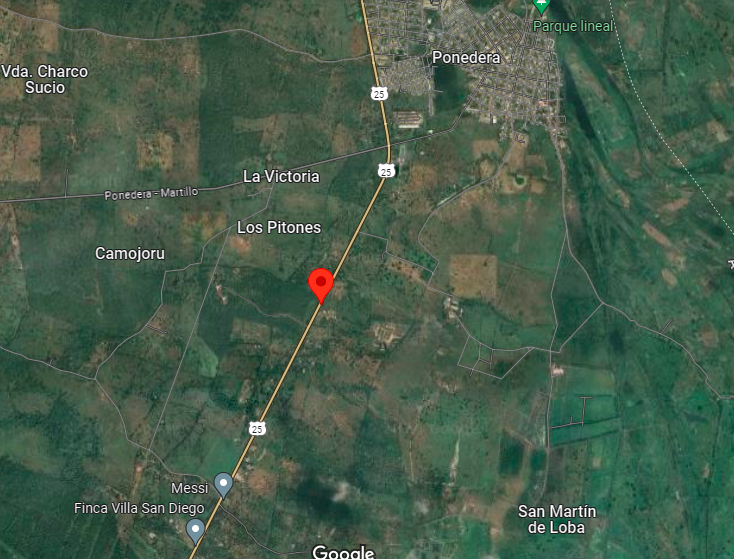 Parque lineal
Ponedera
Vda. Charco
Sucio
25
25
La Victoria
Ponedera - Martillo
Los Pitones
Camojoru
25
Messi
Finca Villa San Diego
San Martín
de Loba
Google